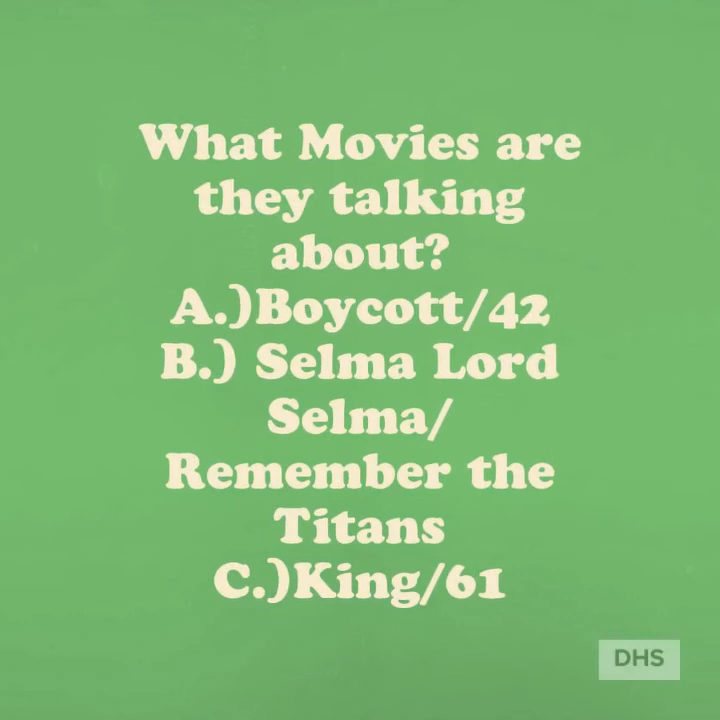 What Movies are
they talking
about?
A.)Boycott/42
B.) Selma Lord
Selma/
Remember the
Titans
C.)King/61
DHS